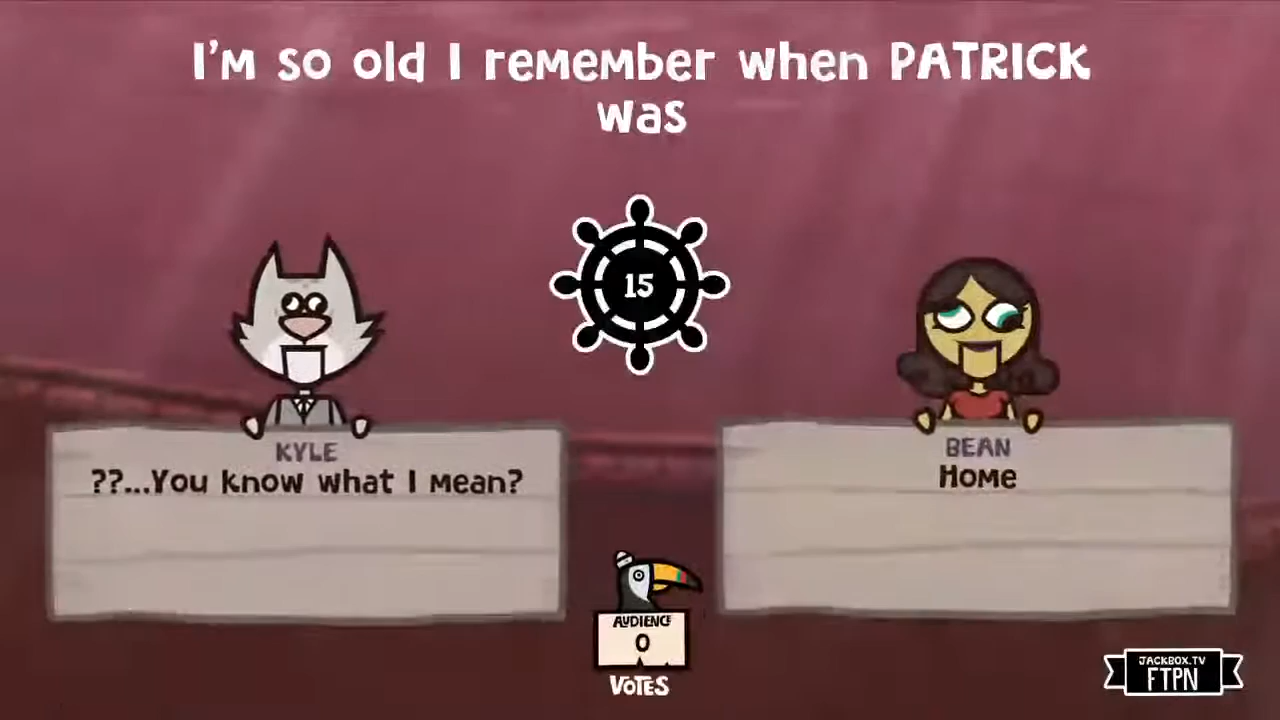 I'm so old I remember when PATRICK
was
15
KYLE
??...You know what I mean?
BEAN
Home
AUDIENCE
0
VOTES
JACKBOX.TV
FTPN